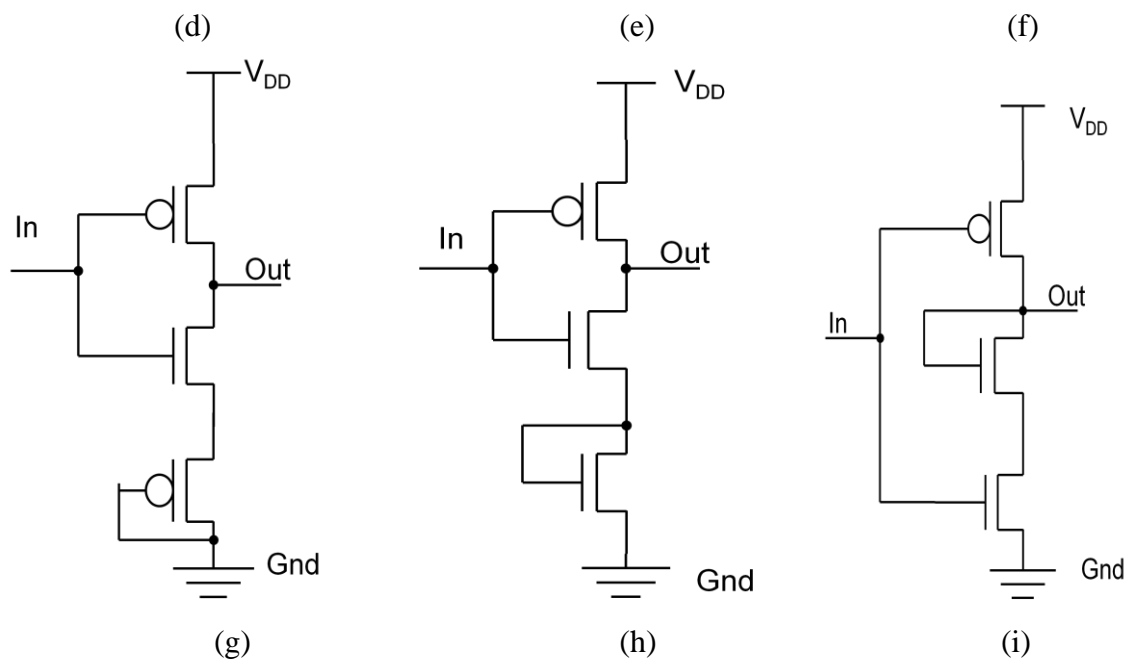 (d) (e) (f)
V_DD V_DD V_DD
In Out In Out In Out
Gnd Gnd Gnd
(g) (h) (i)